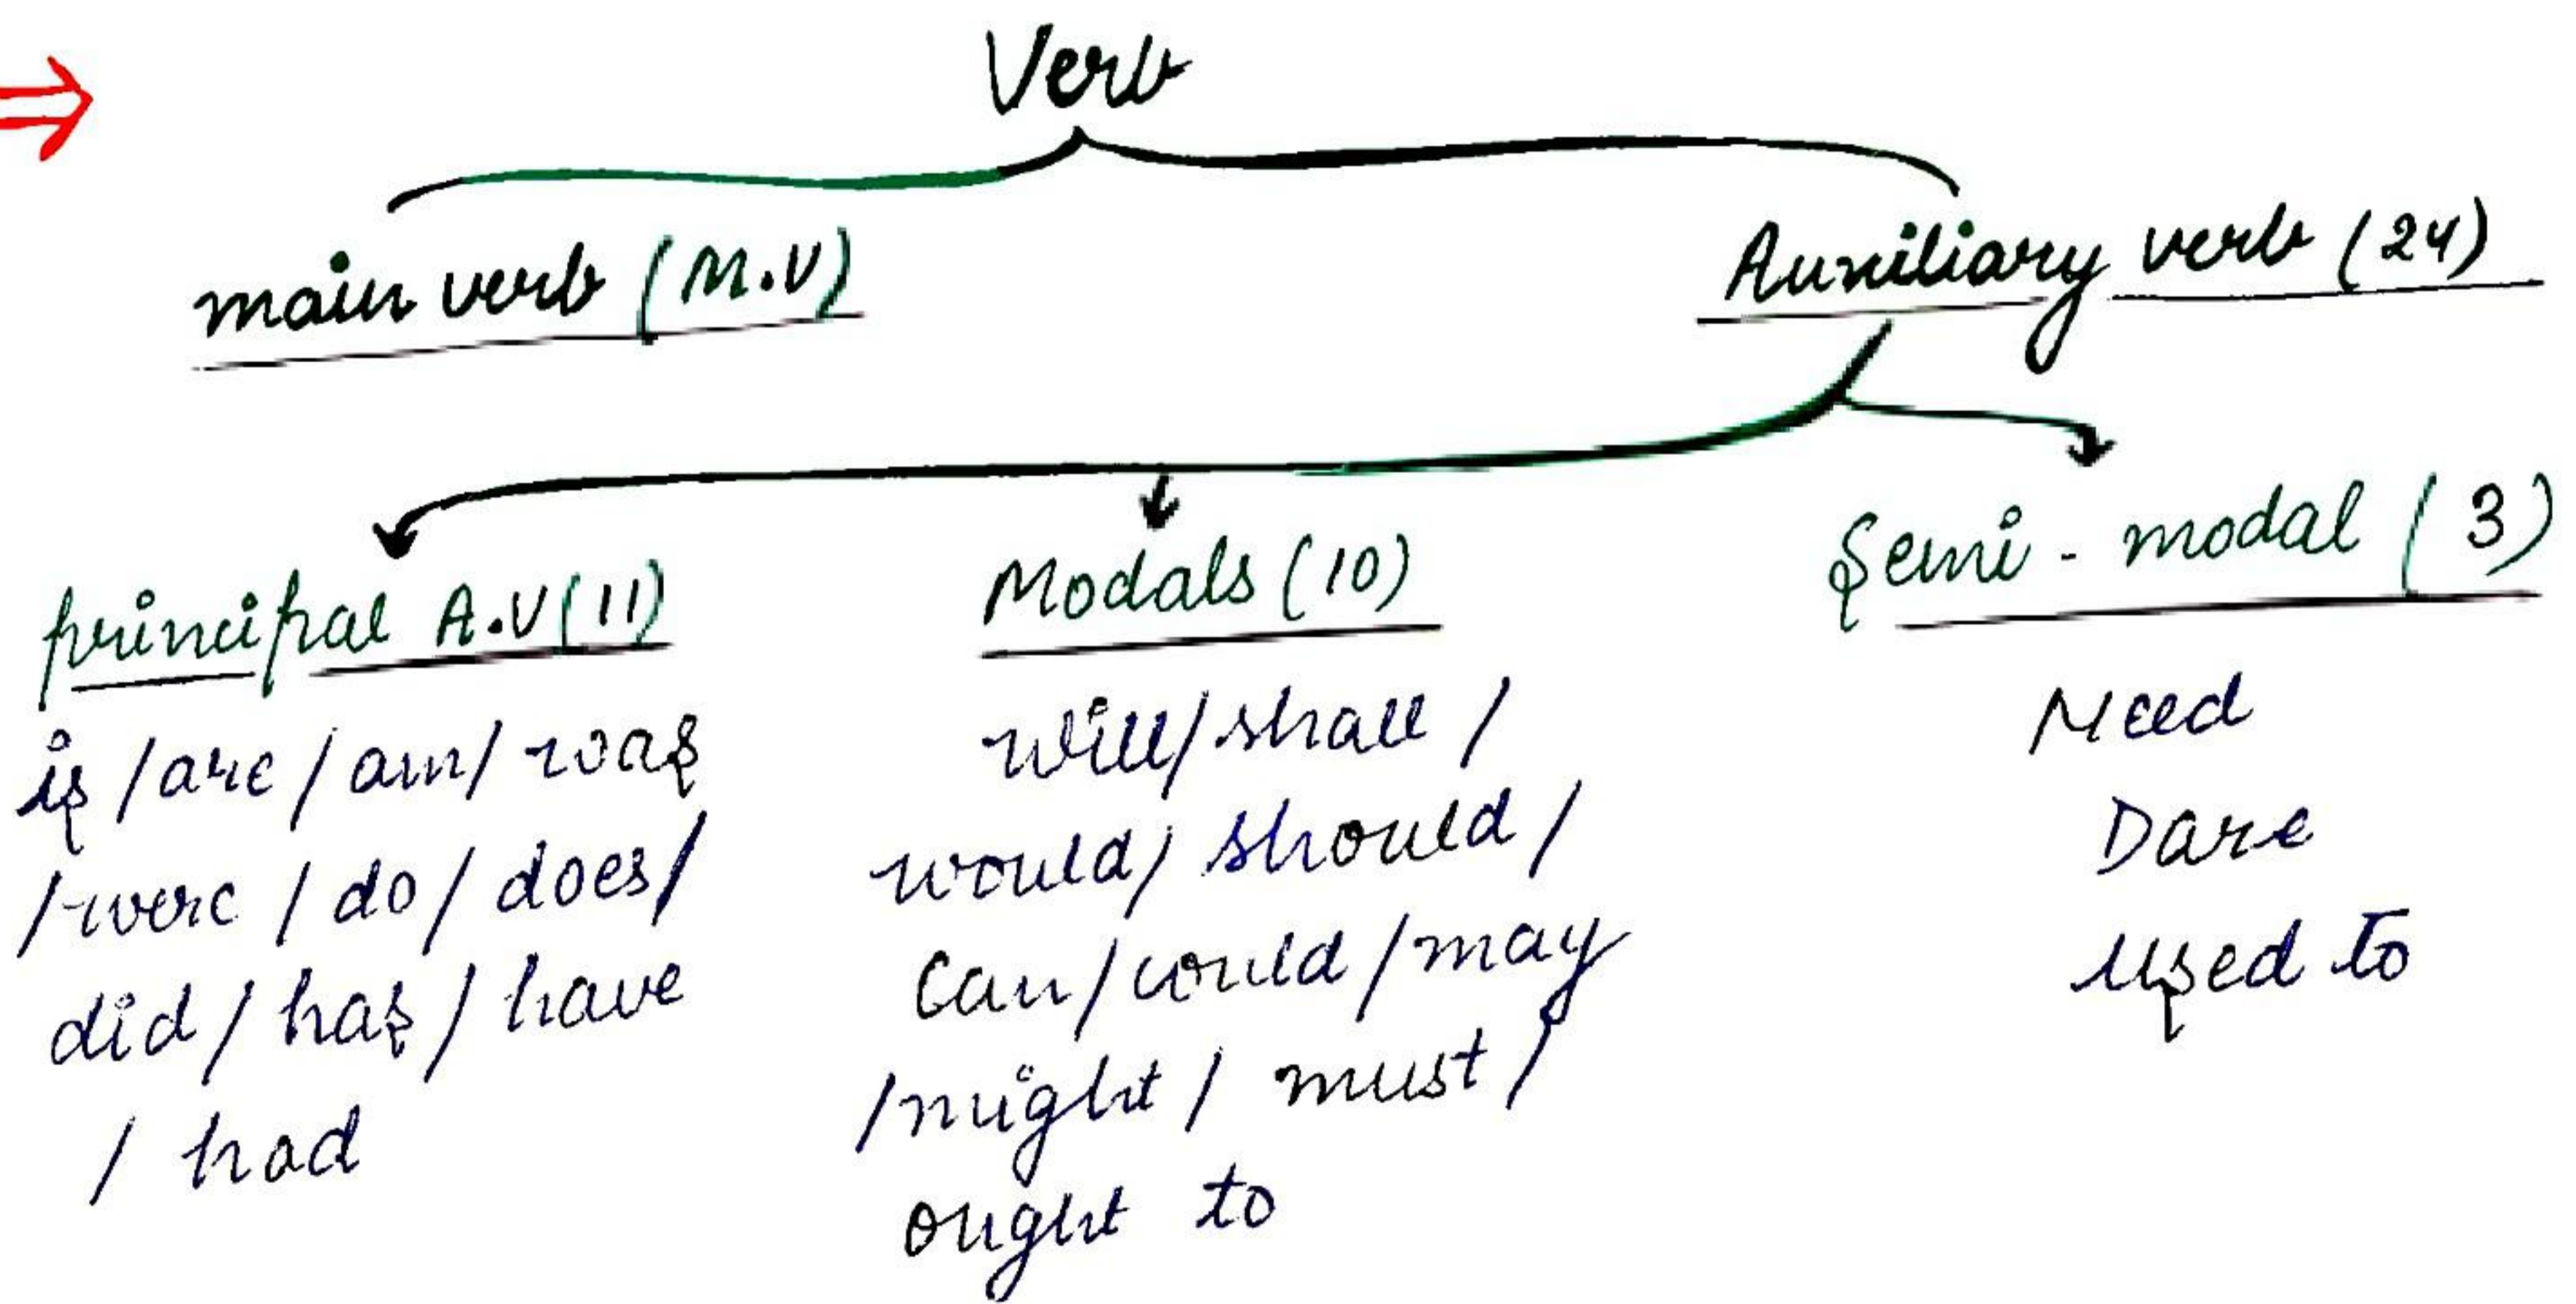 ⇒ Verb
main verb (M.V)
Auxiliary verb (24)
principal A.V (11)
is / are / am / was
/ were / do / does /
did / has / have
/ had
Modals (10)
will / shall /
would / should /
Can / could / may
/ might / must /
ought to
Semi - modal (3)
Need
Dare
used to